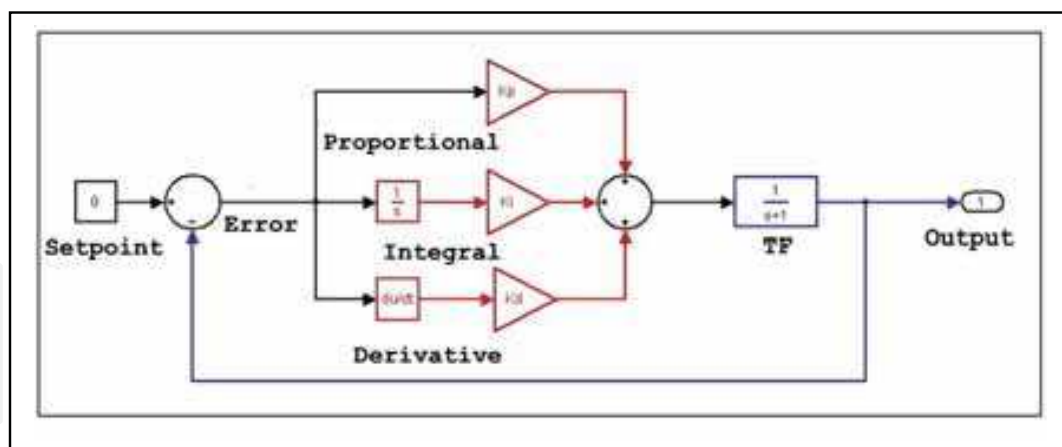 Kp
Proportional
0
Setpoint
+
-
Error
1
s
Ki
Integral
+
+
+
1
s+1
TF
1
Output
du/dt
Kd
Derivative